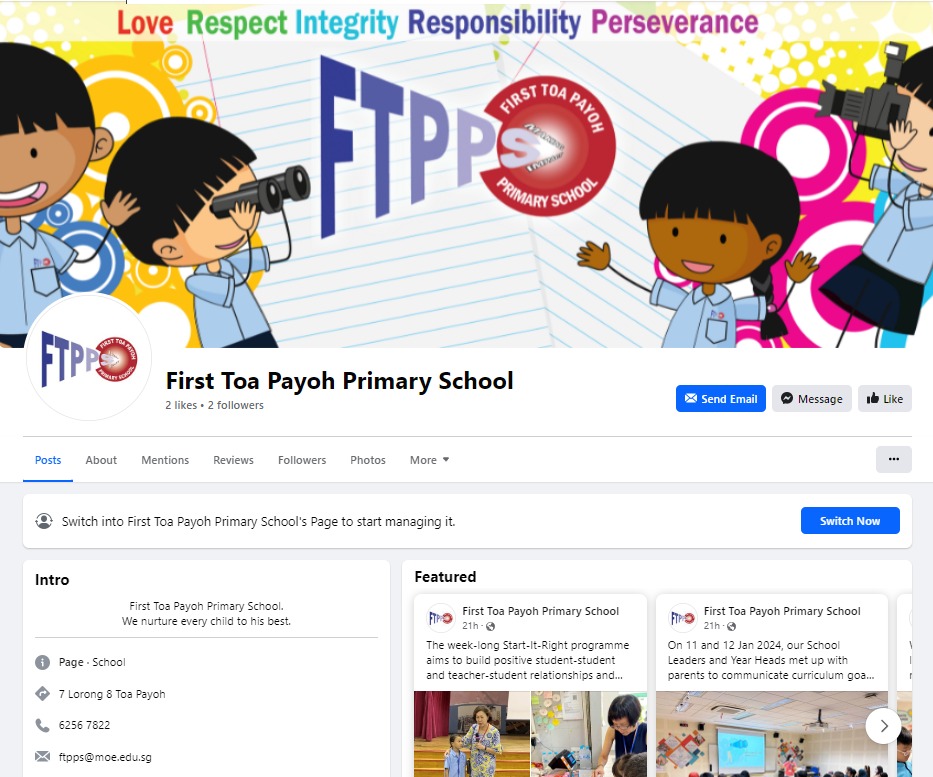 Love Respect Integrity Responsibility Perseverance
FTPPS
FIRST TOA PAYOH
PRIMARY SCHOOL
FTPPS
FIRST TOA PAYOH
PRIMARY SCHOOL
First Toa Payoh Primary School
2 likes • 2 followers
Send Email Message Like
Posts About Mentions Reviews Followers Photos More
Switch into First Toa Payoh Primary School's Page to start managing it.
Switch Now
Intro
First Toa Payoh Primary School.
We nurture every child to his best.
Page · School
7 Lorong 8 Toa Payoh
6256 7822
ftpps@moe.edu.sg
Featured
First Toa Payoh Primary School
21h ·
The week-long Start-It-Right programme
aims to build positive student-student
and teacher-student relationships and...
First Toa Payoh Primary School
21h ·
On 11 and 12 Jan 2024, our School
Leaders and Year Heads met up with
parents to communicate curriculum goa...